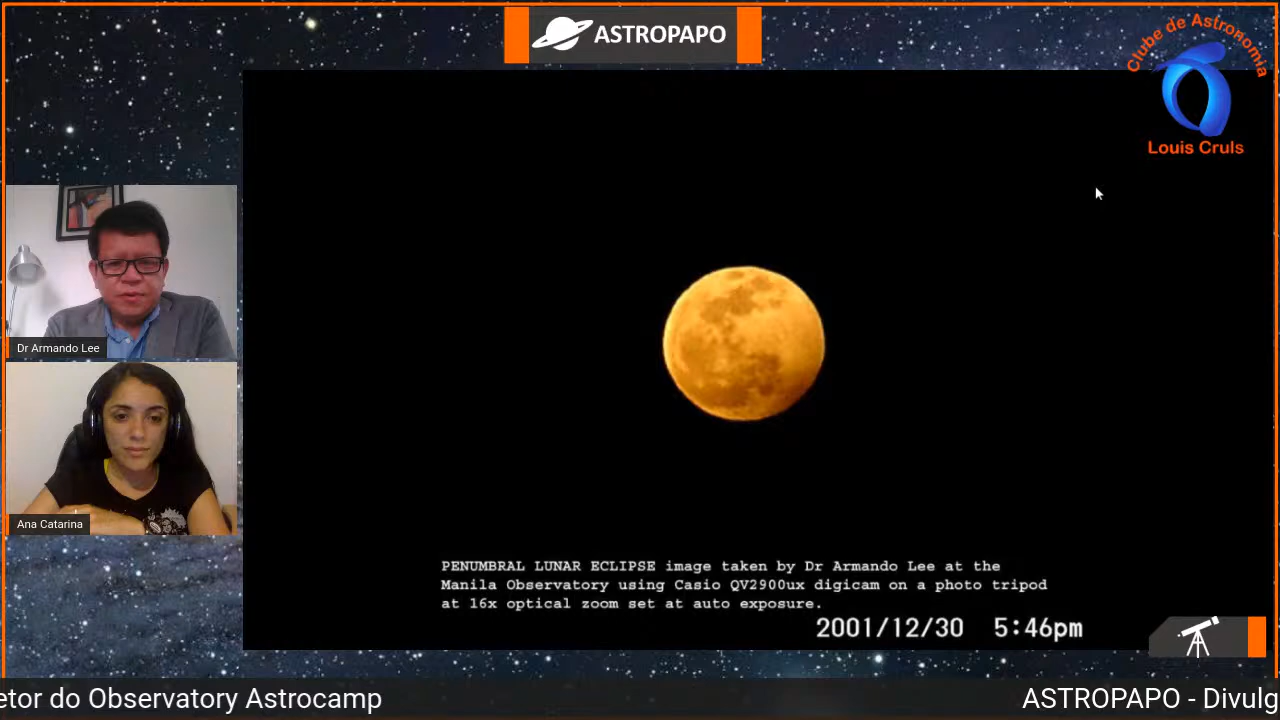 ASTROPAPO
Clube de Astronomia
Louis Cruls
Dr Armando Lee
Ana Catarina
PENUMBRAL LUNAR ECLIPSE image taken by Dr Armando Lee at the
Manila Observatory using Casio QV2900ux digicam on a photo tripod
at 16x optical zoom set at auto exposure.
2001/12/30 5:46pm
etor do Observatory Astrocamp
ASTROPAPO - Divulg